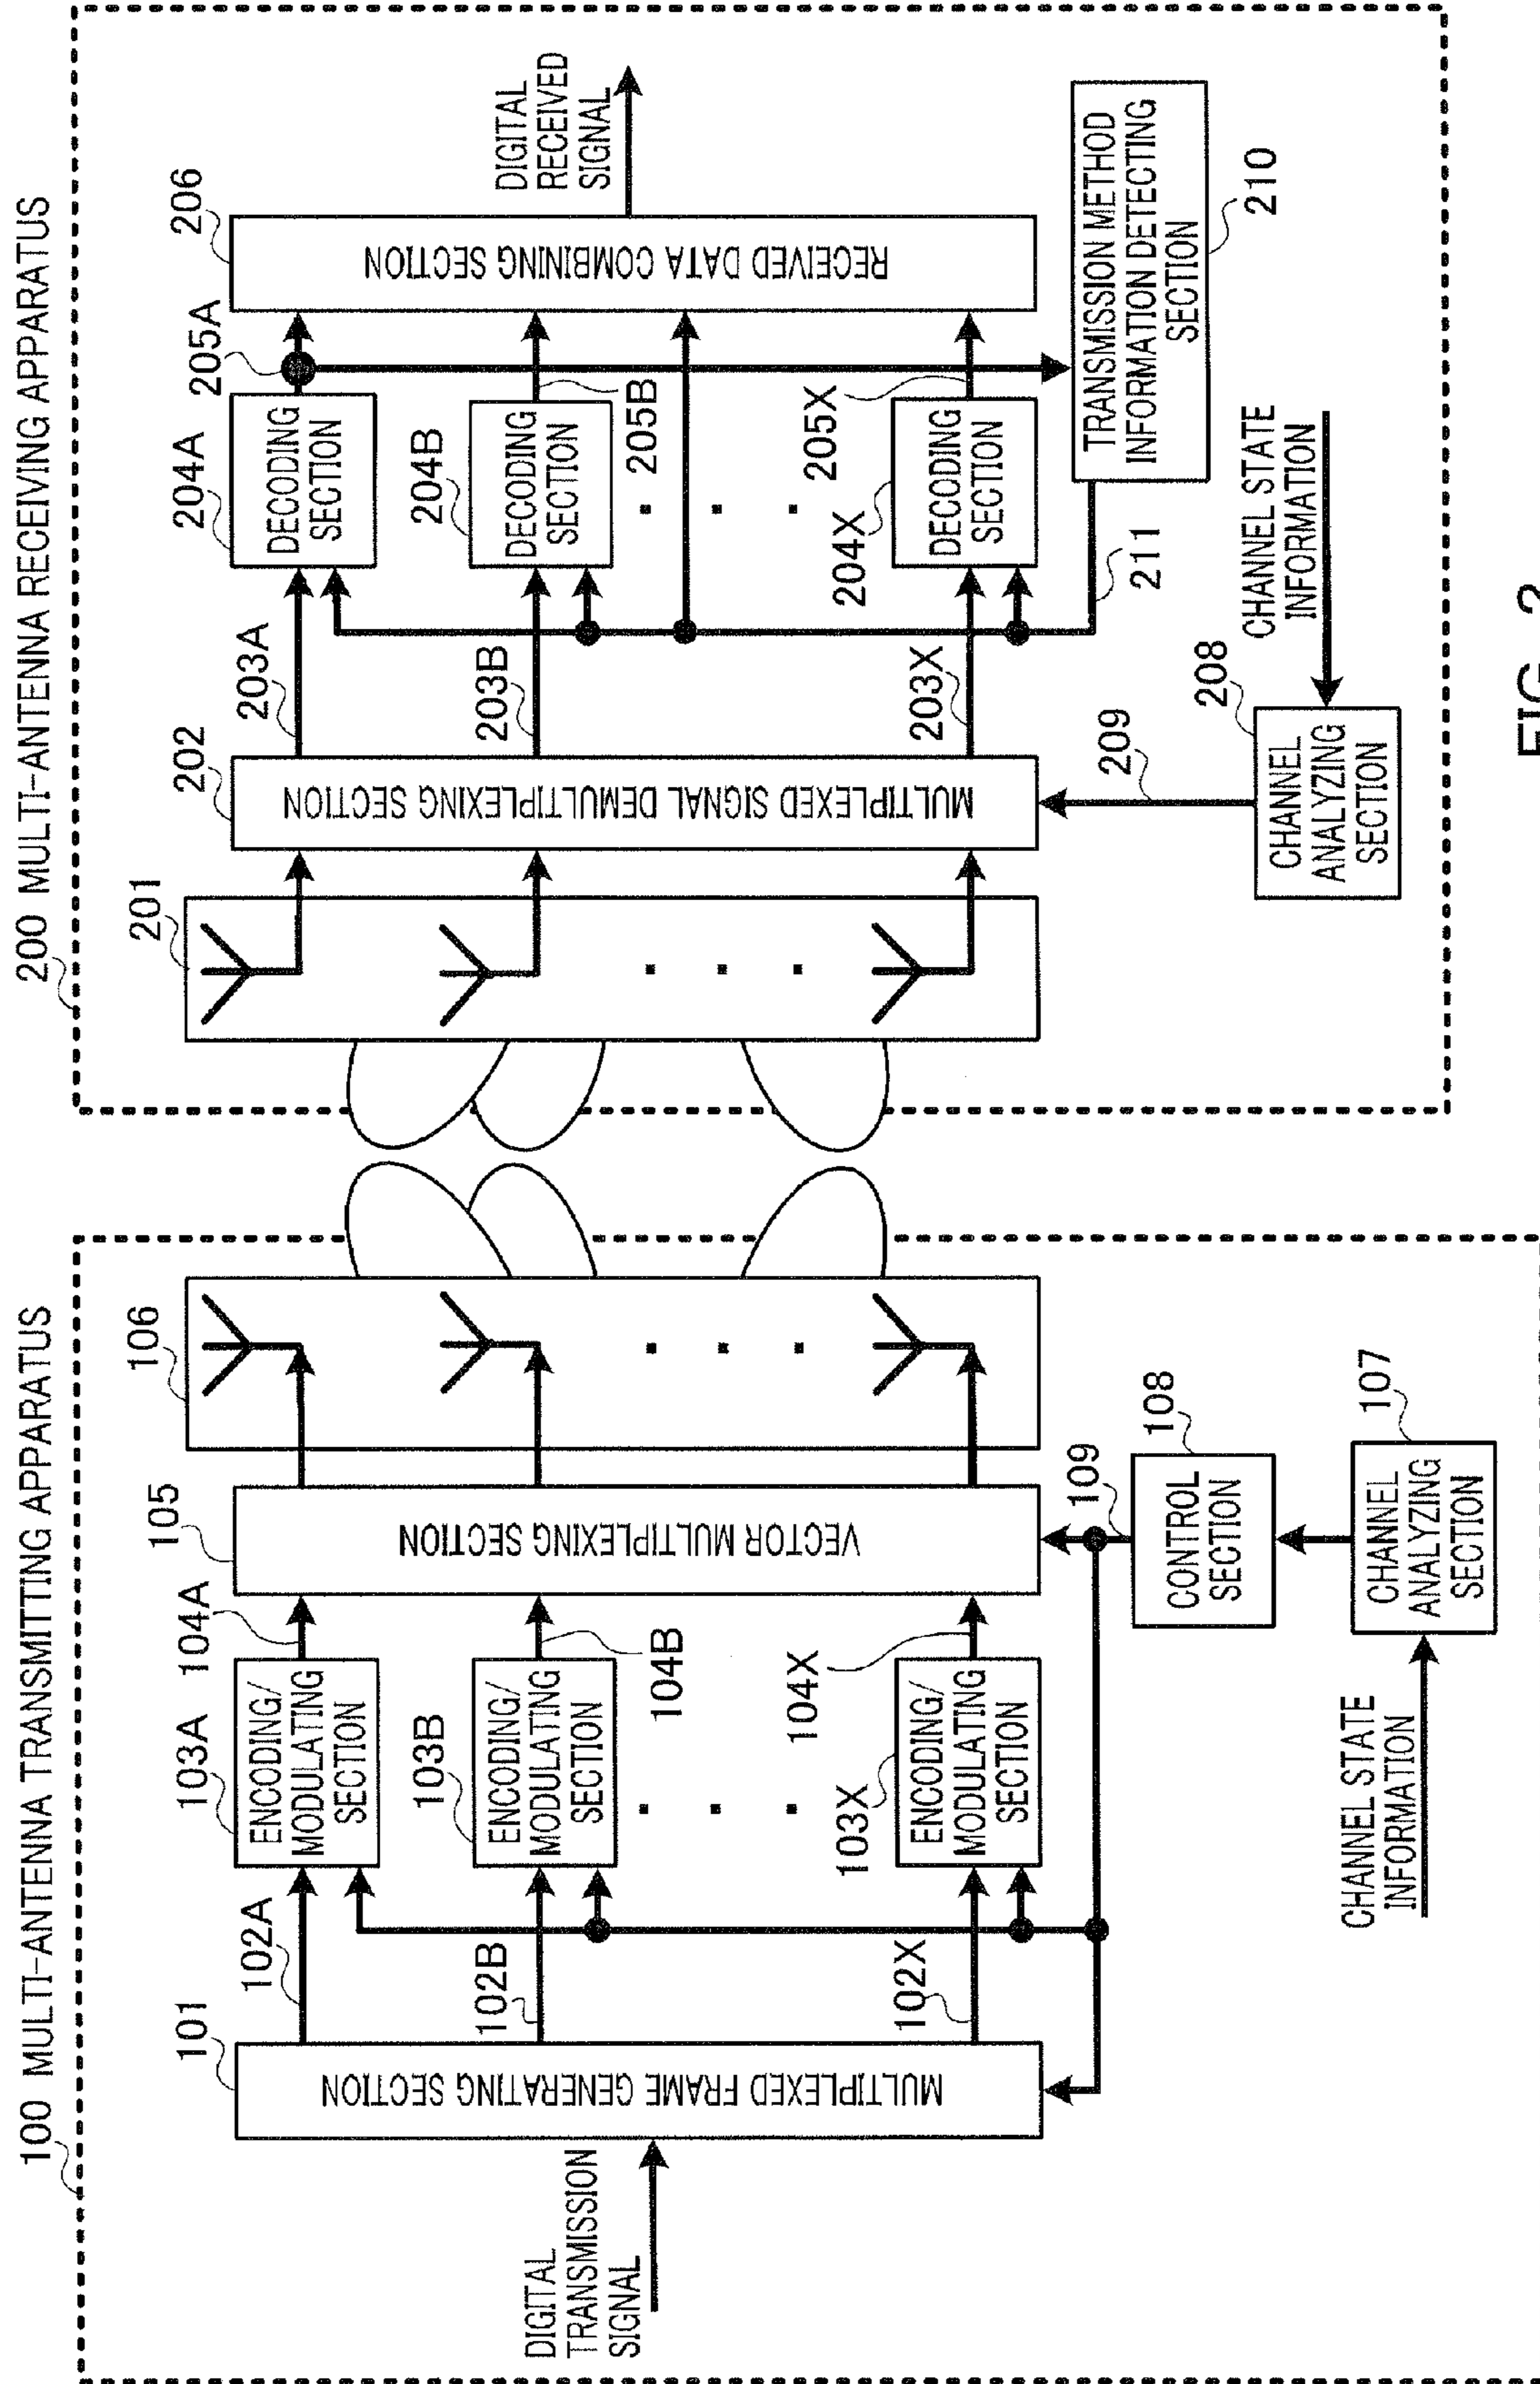 100 MULTI-ANTENNA TRANSMITTING APPARATUS
DIGITAL
TRANSMISSION
SIGNAL
101
MULTIPLEXED FRAME GENERATING SECTION
102A
102B
102X
103A
ENCODING/
MODULATING
SECTION
103B
ENCODING/
MODULATING
SECTION
103X
ENCODING/
MODULATING
SECTION
104A
104B
104X
105
VECTOR MULTIPLEXING SECTION
106
109
108
CONTROL
SECTION
107
CHANNEL
ANALYZING
SECTION
CHANNEL STATE
INFORMATION
200 MULTI-ANTENNA RECEIVING APPARATUS
201
202
MULTIPLEXED SIGNAL DEMULTIPLEXING SECTION
203A
203B
203X
204A
DECODING
SECTION
204B
DECODING
SECTION
204X
DECODING
SECTION
205A
205B
205X
206
RECEIVED DATA COMBINING SECTION
DIGITAL
RECEIVED
SIGNAL
209
208
CHANNEL
ANALYZING
SECTION
CHANNEL STATE
INFORMATION
211
TRANSMISSION METHOD
INFORMATION DETECTING
SECTION
210